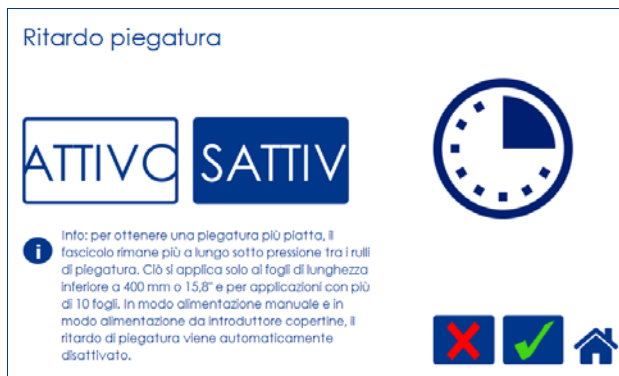 Ritardo piegatura
ATTIVO SATTIV
i
Info: per ottenere una piegatura più piatta, il
fascicolo rimane più a lungo sotto pressione tra i rulli
di piegatura. Ciò si applica solo ai fogli di lunghezza
inferiore a 400 mm o 15,8" e per applicazioni con più
di 10 fogli. In modo alimentazione manuale e in
modo alimentazione da introduttore copertine, il
ritardo di piegatura viene automaticamente
disattivato.